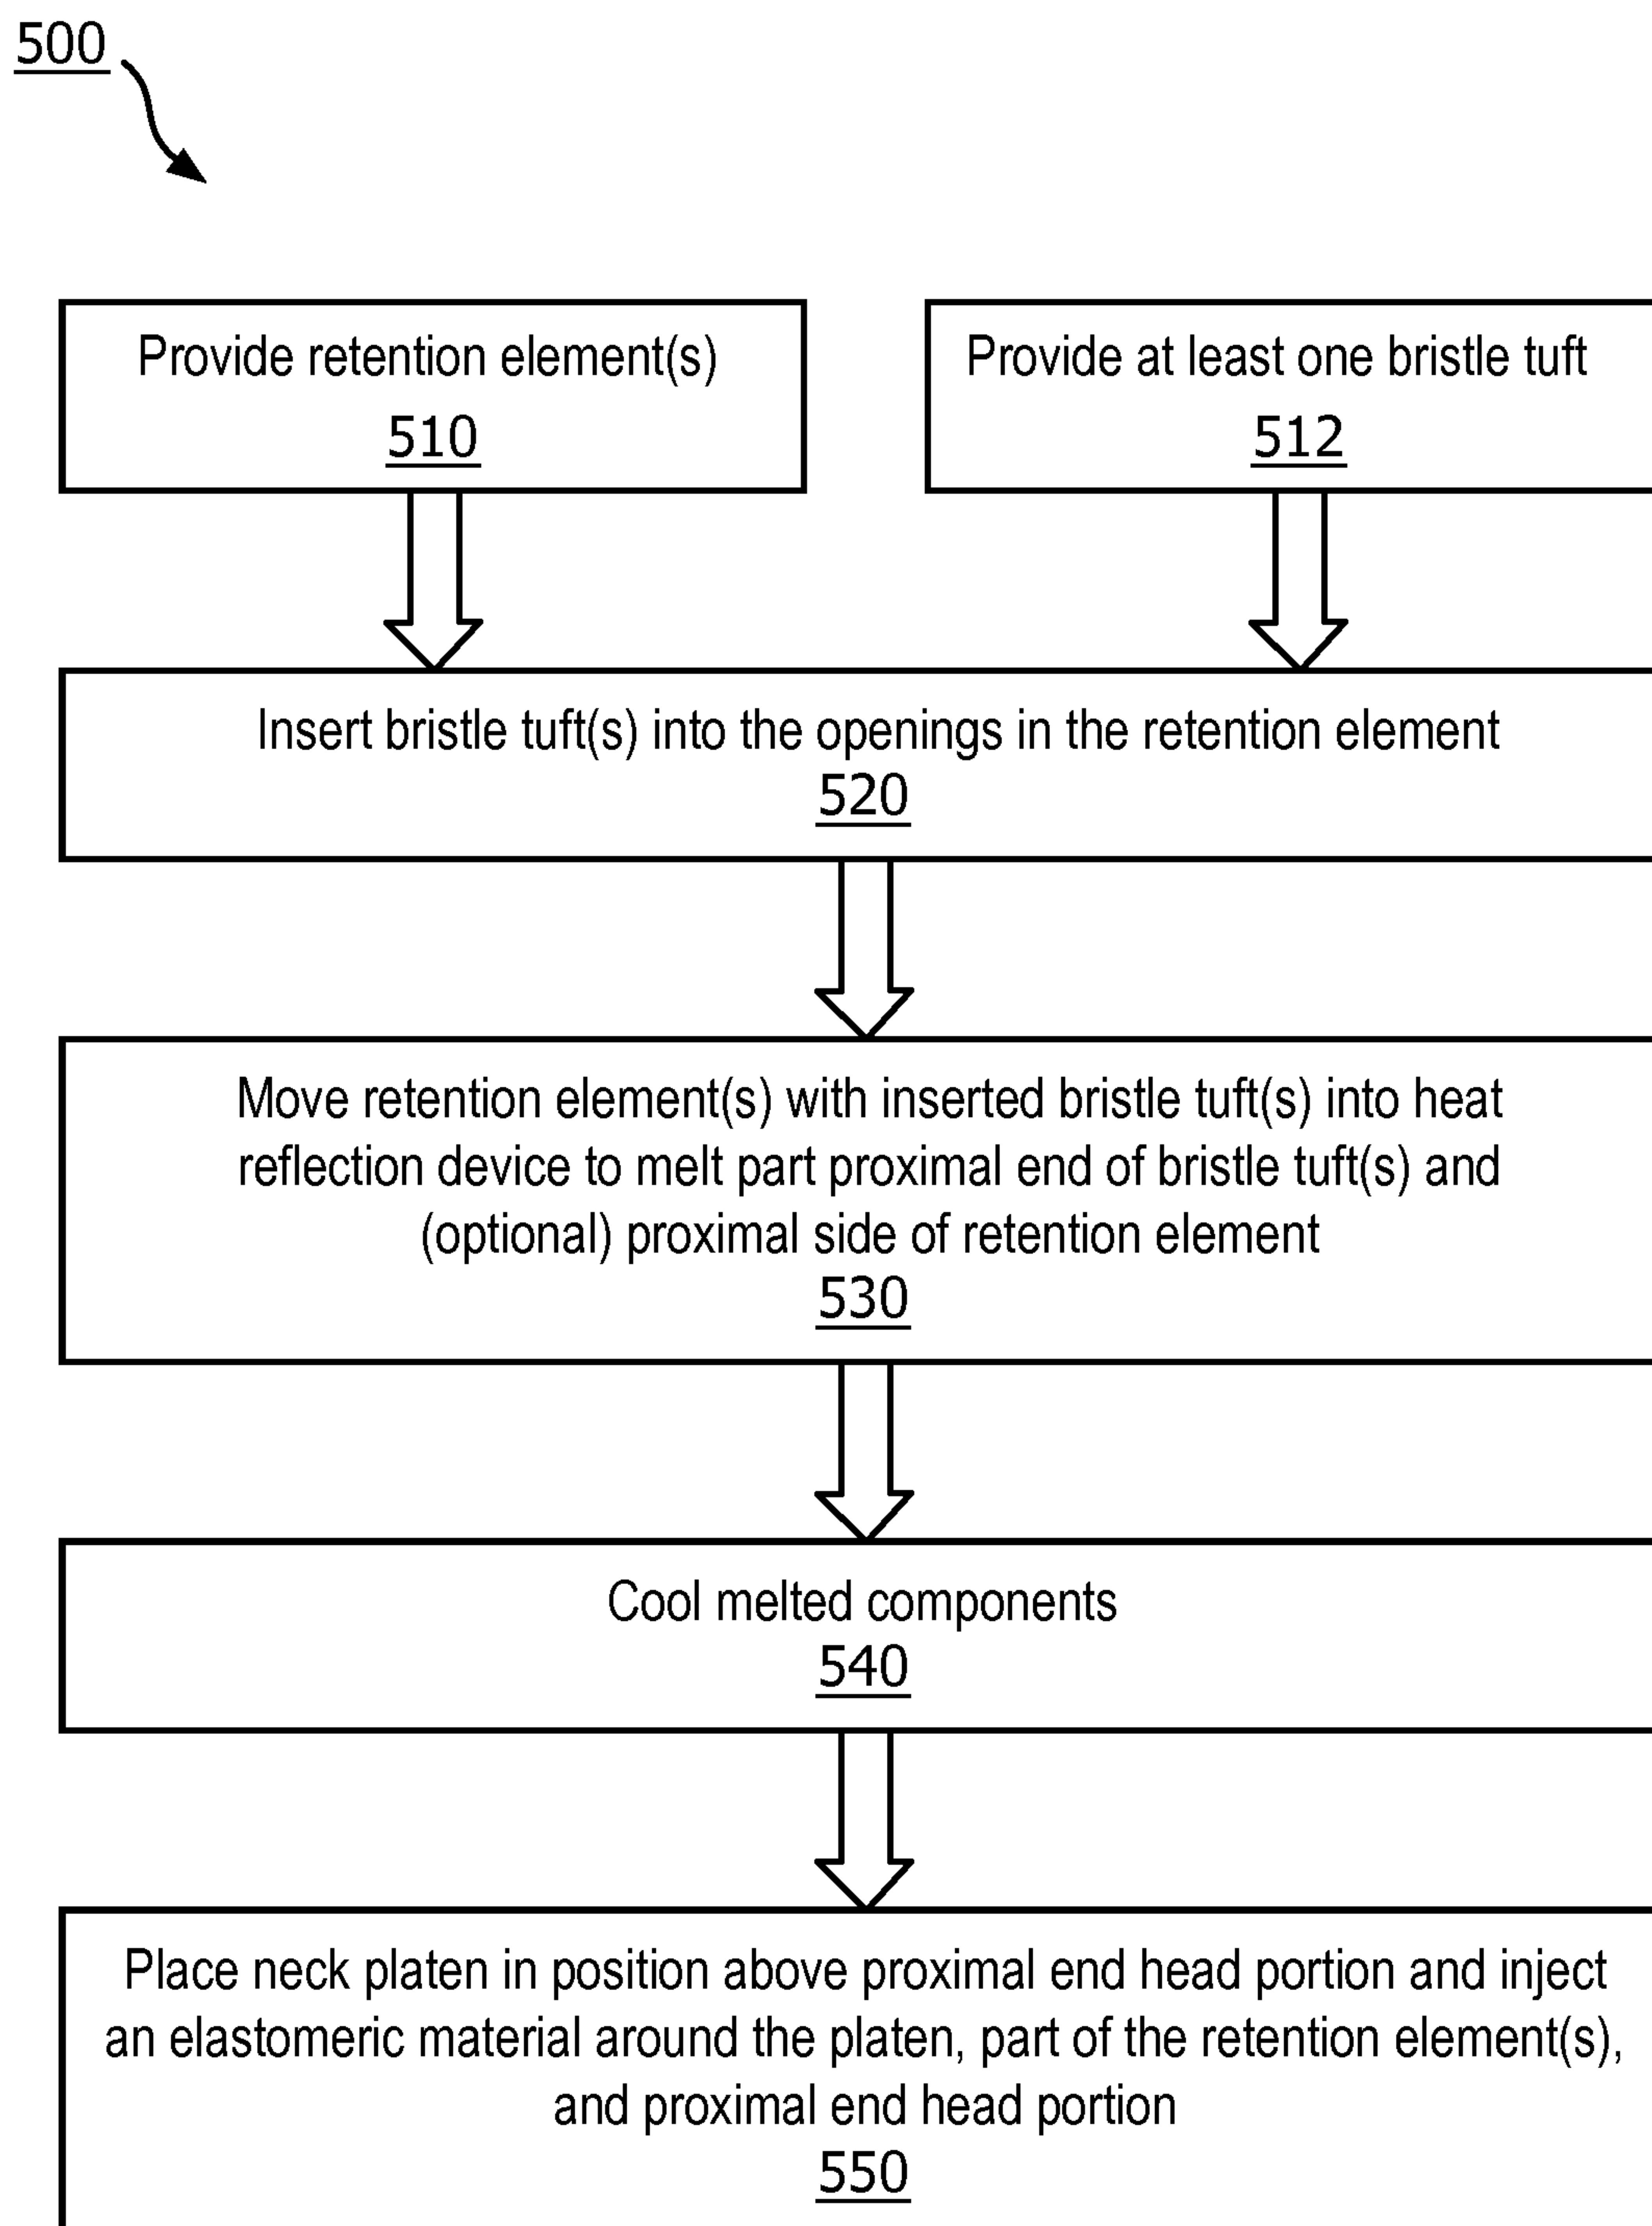 500
Provide retention element(s)
510
Provide at least one bristle tuft
512
Insert bristle tuft(s) into the openings in the retention element
520
Move retention element(s) with inserted bristle tuft(s) into heat
reflection device to melt part proximal end of bristle tuft(s) and
(optional) proximal side of retention element
530
Cool melted components
540
Place neck platen in position above proximal end head portion and inject
an elastomeric material around the platen, part of the retention element(s),
and proximal end head portion
550